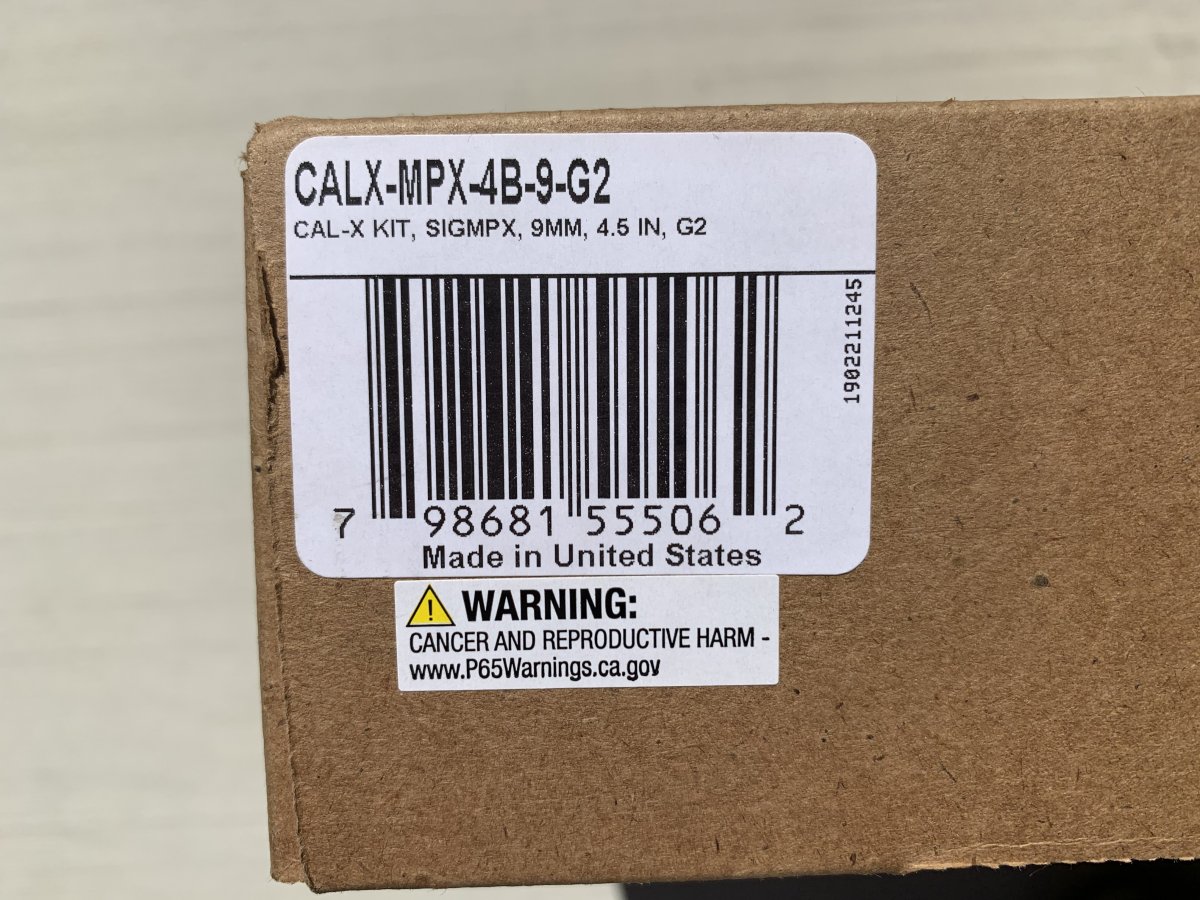 CALX-MPX-4B-9-G2
CAL-X KIT, SIGMPX, 9MM, 4.5 IN, G2
1902211245
7 98681 55506 2
Made in United States
WARNING:
CANCER AND REPRODUCTIVE HARM -
www.P65Warnings.ca.gov